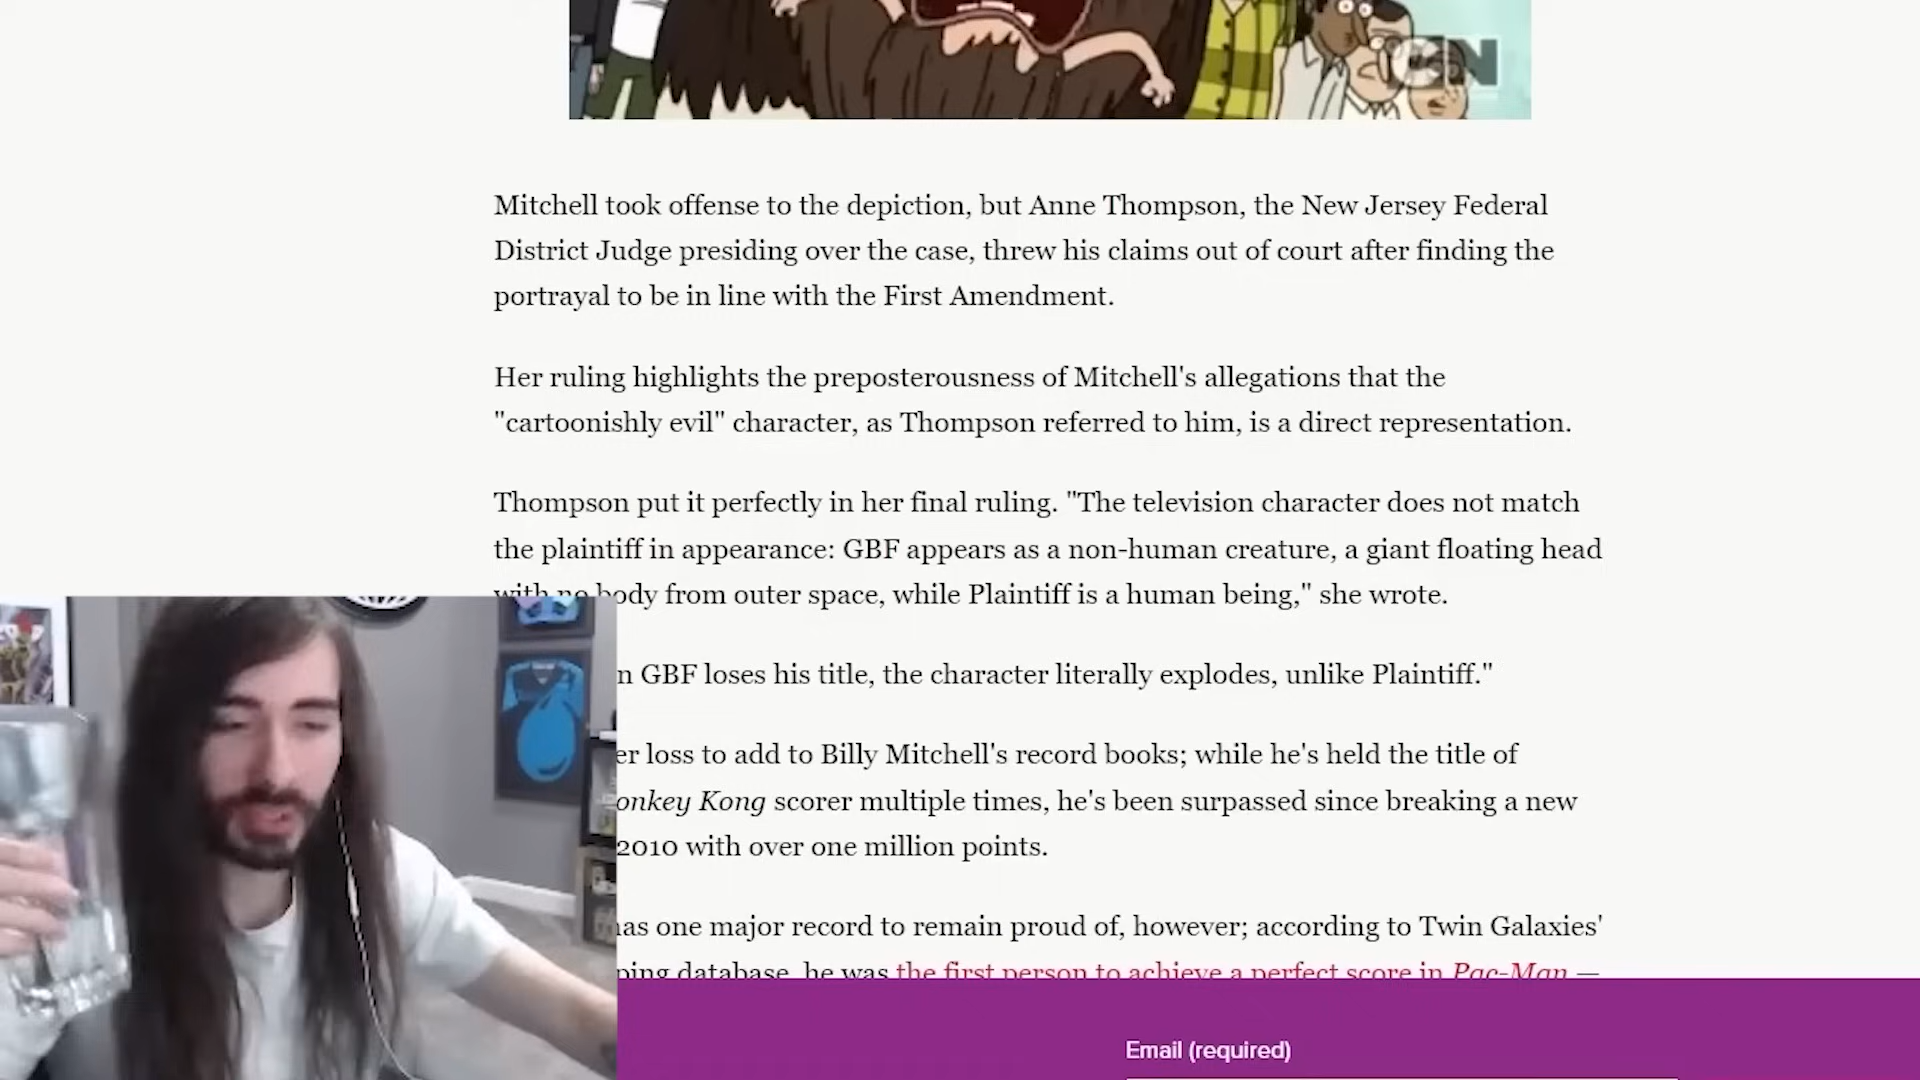 CN
Mitchell took offense to the depiction, but Anne Thompson, the New Jersey Federal
District Judge presiding over the case, threw his claims out of court after finding the
portrayal to be in line with the First Amendment.
Her ruling highlights the preposterousness of Mitchell's allegations that the
"cartoonishly evil" character, as Thompson referred to him, is a direct representation.
Thompson put it perfectly in her final ruling. "The television character does not match
the plaintiff in appearance: GBF appears as a non-human creature, a giant floating head
with no body from outer space, while Plaintiff is a human being," she wrote.
n GBF loses his title, the character literally explodes, unlike Plaintiff."
er loss to add to Billy Mitchell's record books; while he's held the title of
onkey Kong scorer multiple times, he's been surpassed since breaking a new
2010 with over one million points.
as one major record to remain proud of, however; according to Twin Galaxies'
ping database, he was the first person to achieve a perfect score in Pac-Man —
Email (required)